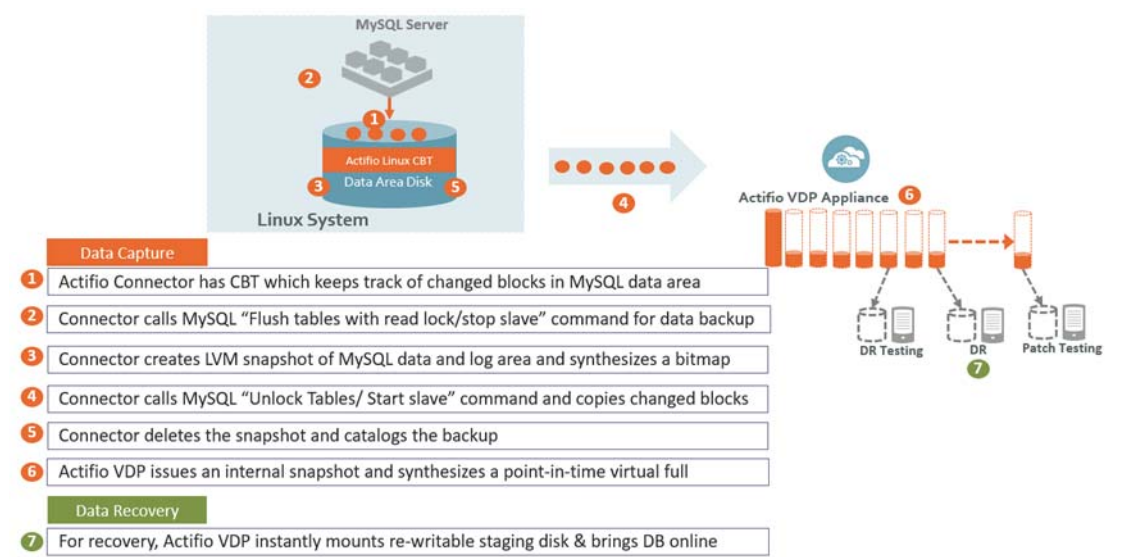 MySQL Server
2
1
Actifio Linux CBT
3 Data Area Disk 5
Linux System
4
Actifio VDP Appliance 6
DR Testing
DR
Patch Testing
7
Data Capture
1 Actifio Connector has CBT which keeps track of changed blocks in MySQL data area
2 Connector calls MySQL “Flush tables with read lock/stop slave” command for data backup
3 Connector creates LVM snapshot of MySQL data and log area and synthesizes a bitmap
4 Connector calls MySQL “Unlock Tables/ Start slave” command and copies changed blocks
5 Connector deletes the snapshot and catalogs the backup
6 Actifio VDP issues an internal snapshot and synthesizes a point-in-time virtual full
Data Recovery
7 For recovery, Actifio VDP instantly mounts re-writable staging disk & brings DB online